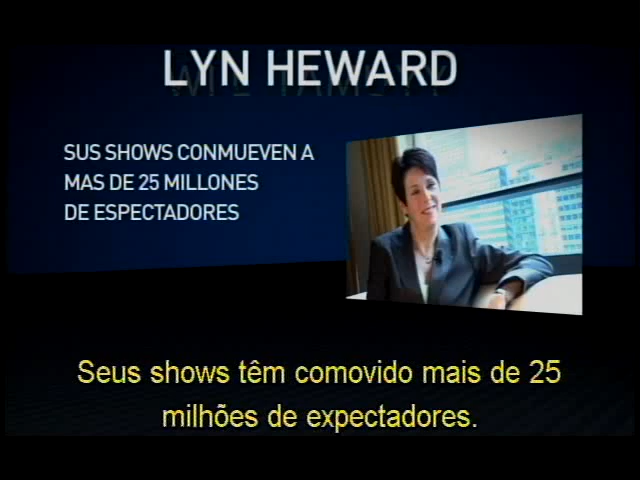 LYN HEWARD
SUS SHOWS CONMUEVEN A
MAS DE 25 MILLONES
DE ESPECTADORES
Seus shows têm comovido mais de 25
milhões de expectadores.